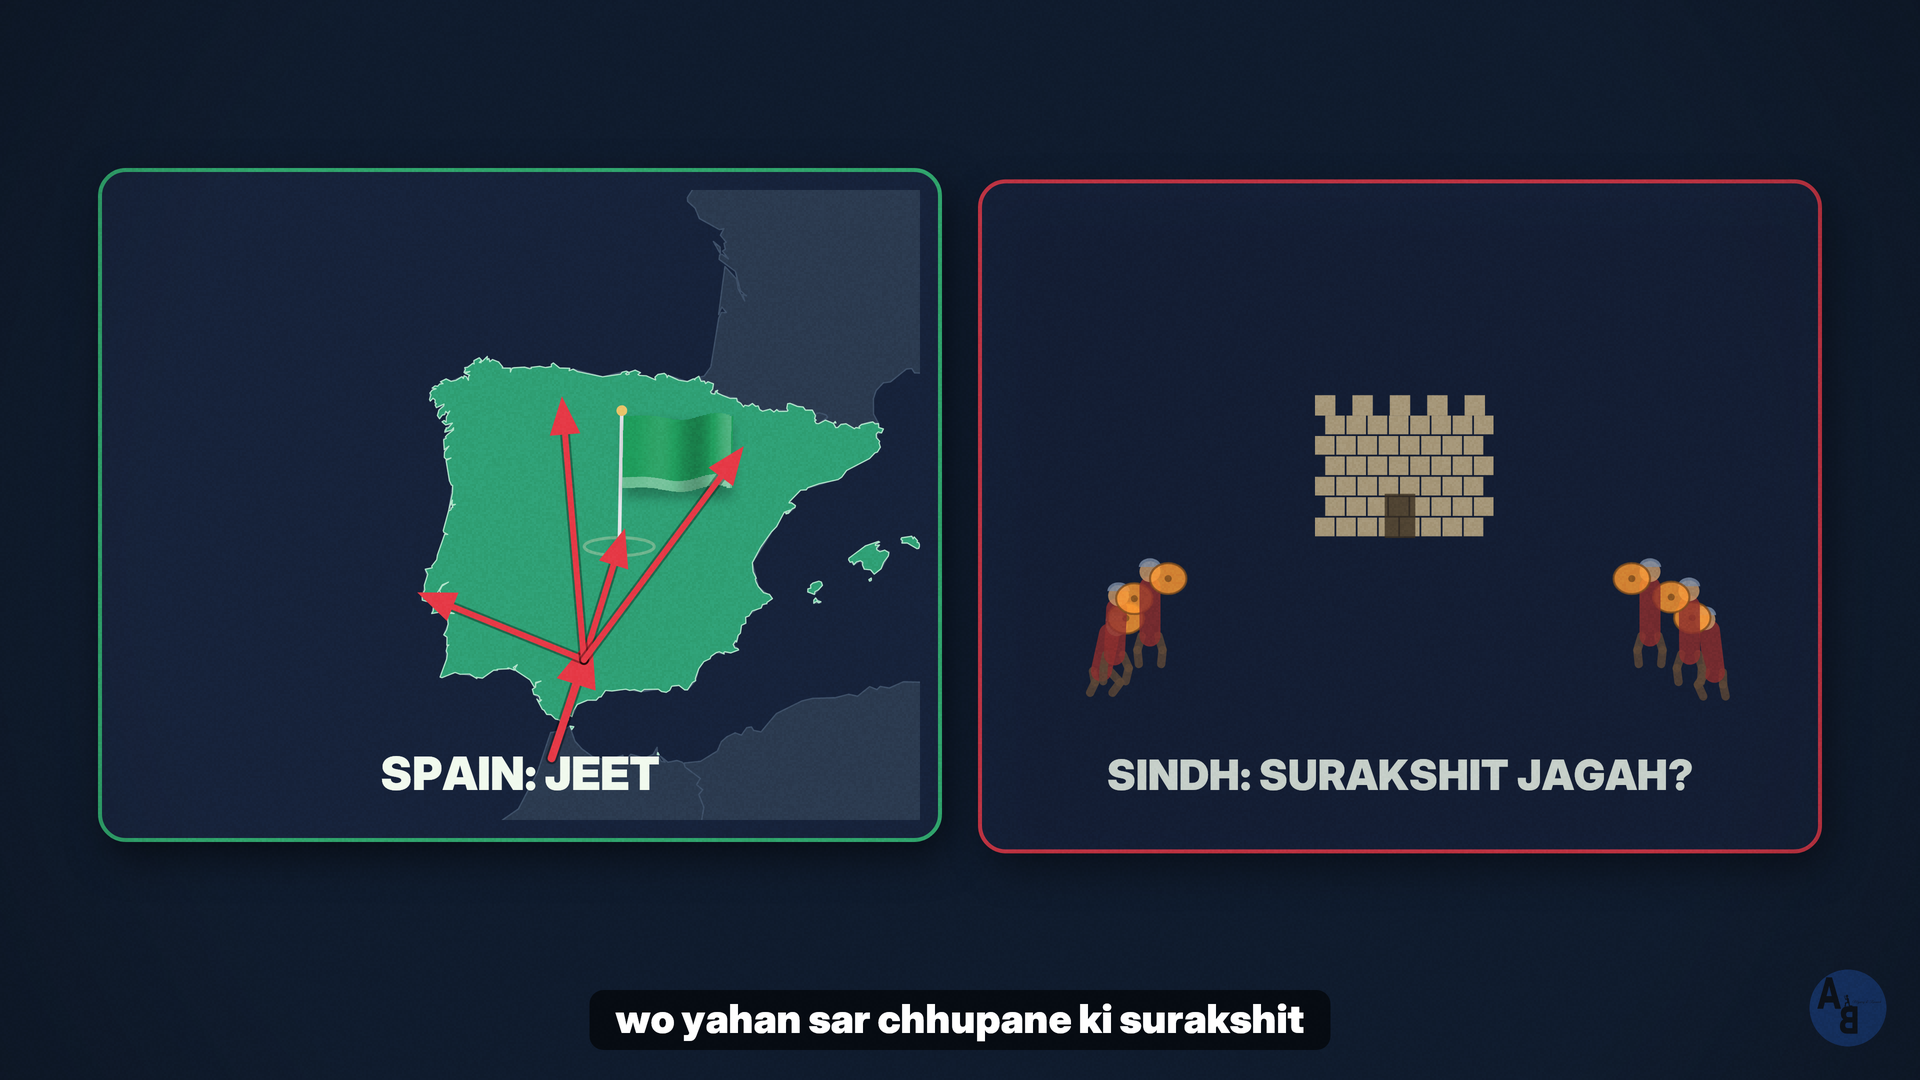 SPAIN: JEET
SINDH: SURAKSHIT JAGAH?
wo yahan sar chhupane ki surakshit
A
B